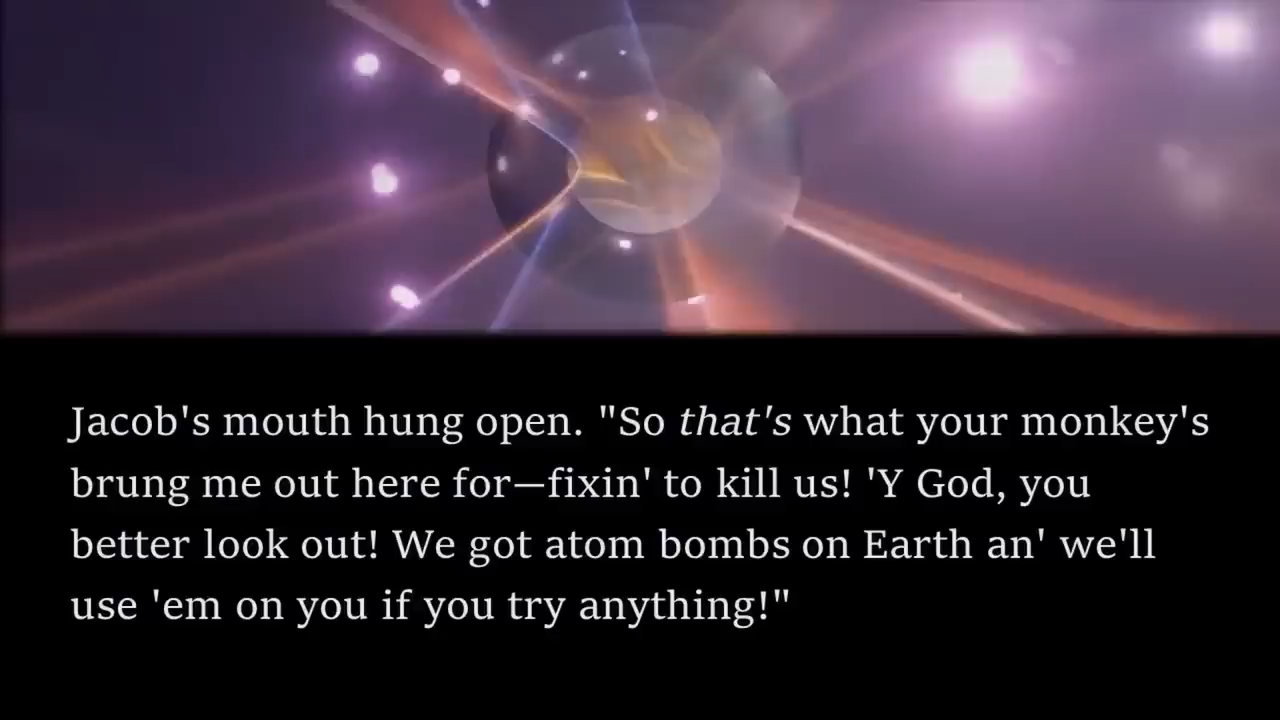 Jacob's mouth hung open. "So that's what your monkey's
brung me out here for—fixin' to kill us! 'Y God, you
better look out! We got atom bombs on Earth an' we'll
use 'em on you if you try anything!"